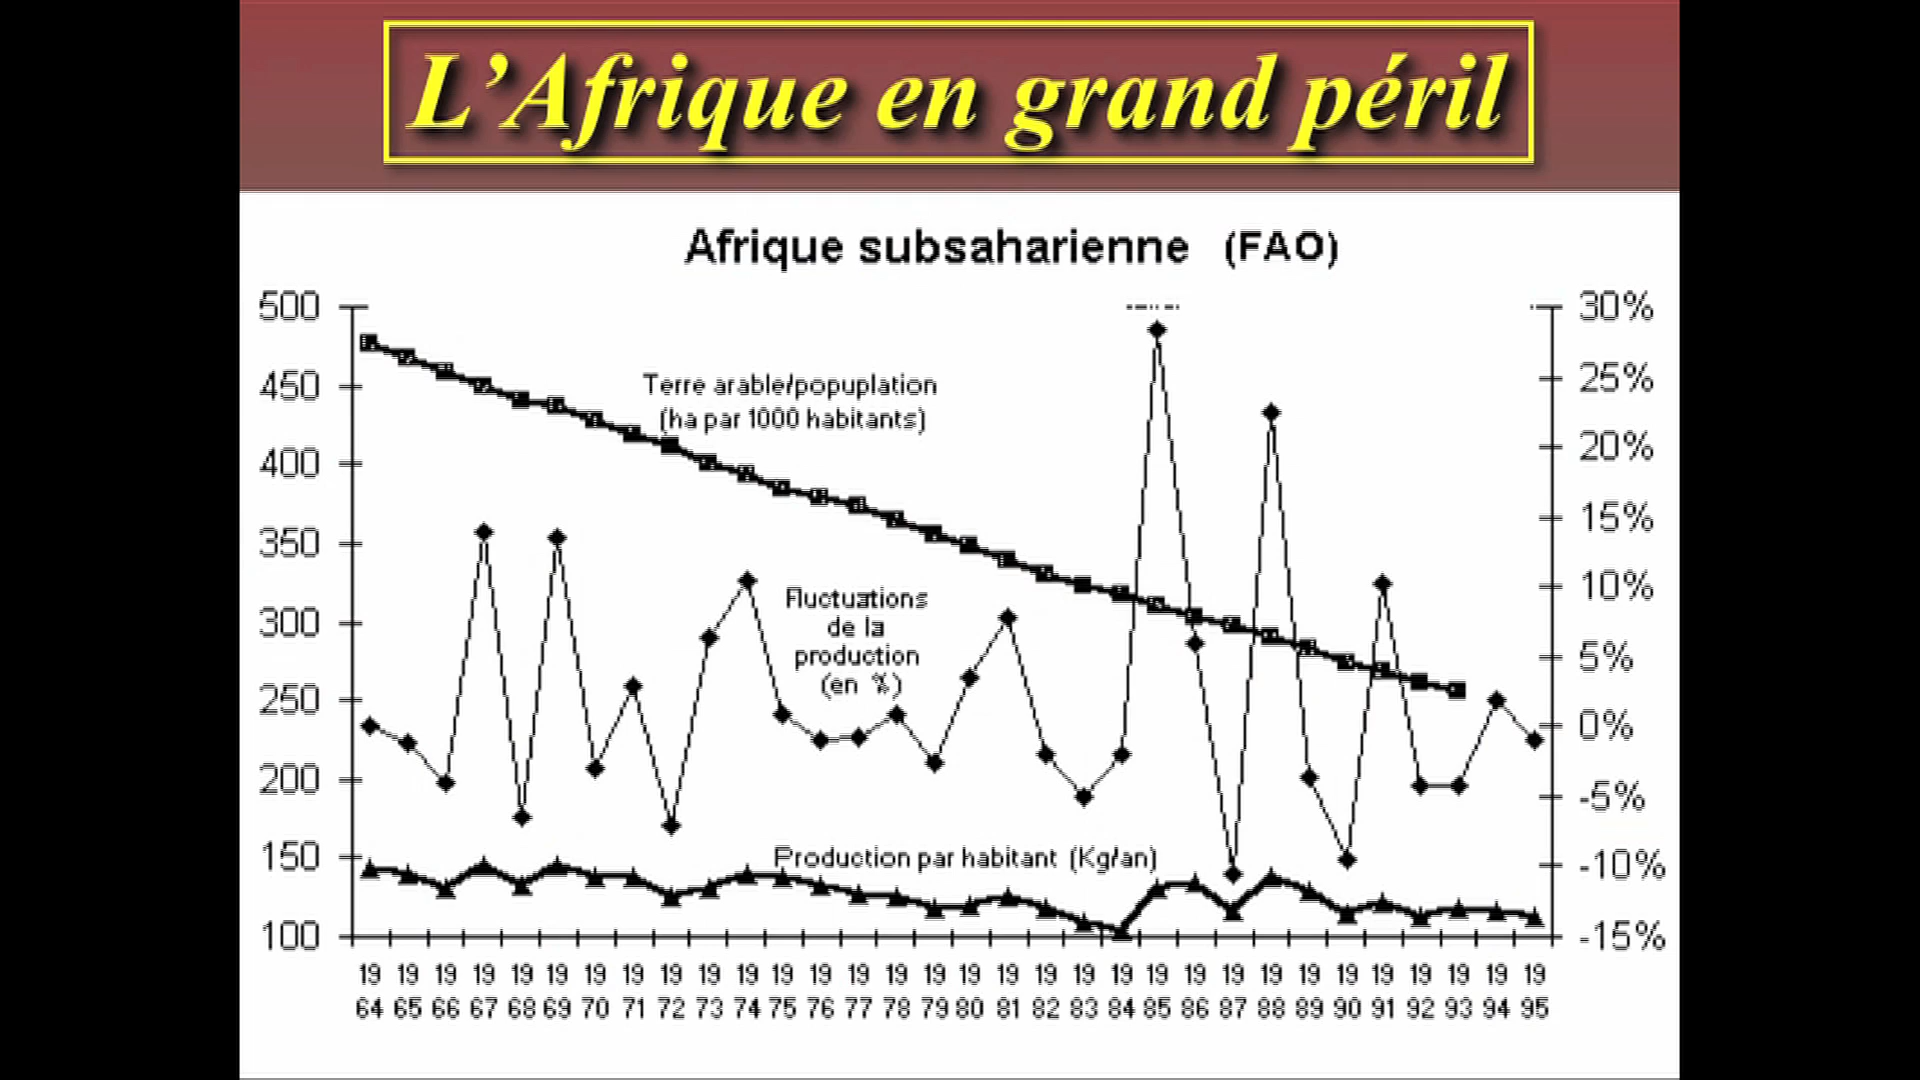 L’Afrique en grand péril
Afrique subsaharienne (FAO)
500
450
400
350
300
250
200
150
100
30%
25%
20%
15%
10%
5%
0%
-5%
-10%
-15%
Terre arable/popuplation
(ha par 1000 habitants)
Fluctuations
de la
production
(en %)
Production par habitant (Kg/an)
19 19 19 19 19 19 19 19 19 19 19 19 19 19 19 19 19 19 19 19 19 19 19 19 19 19 19 19 19 19 19 19
64 65 66 67 68 69 70 71 72 73 74 75 76 77 78 79 80 81 82 83 84 85 86 87 88 89 90 91 92 93 94 95